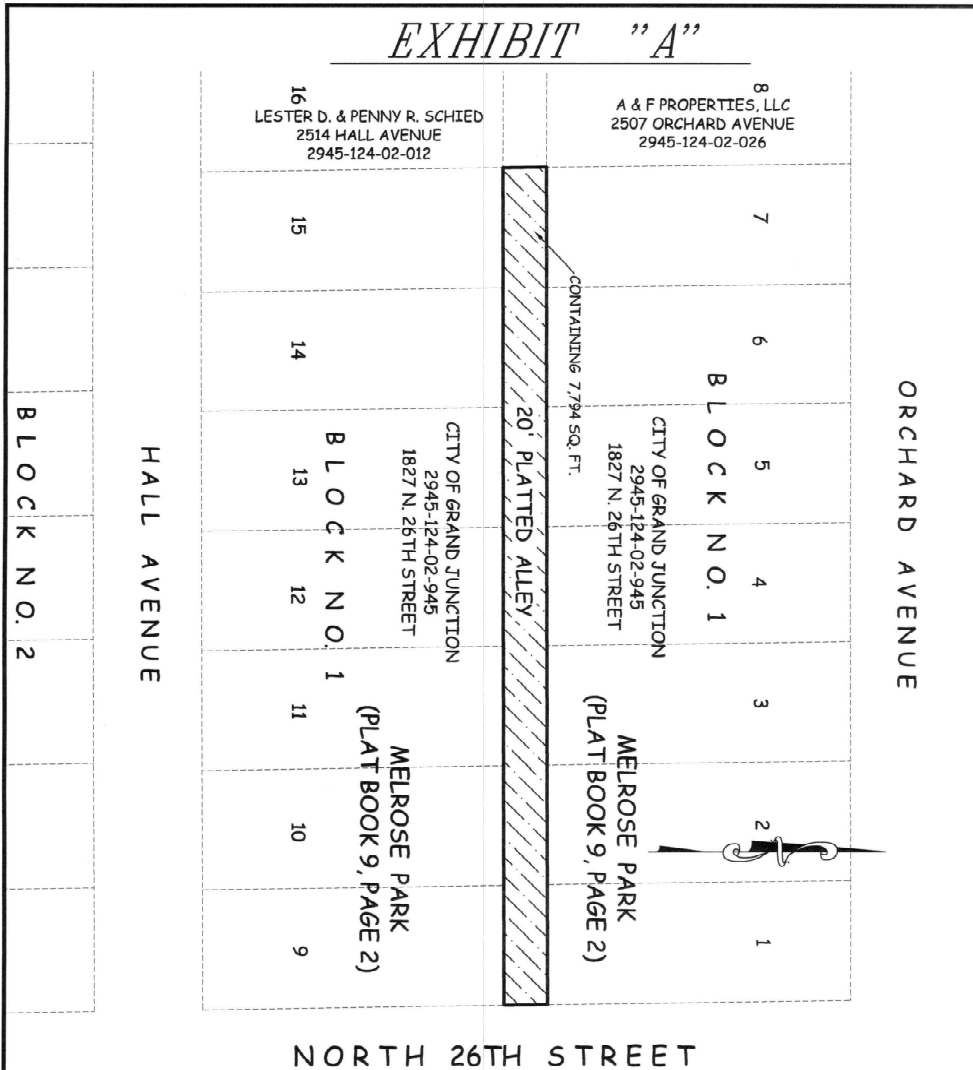 EXHIBIT "A"
16
LESTER D. & PENNY R. SCHIED
2514 HALL AVENUE
2945-124-02-012
8
A & F PROPERTIES, LLC
2507 ORCHARD AVENUE
2945-124-02-026
15
7
CONTAINING 7,794 SQ. FT.
14
6
ORCHARD AVENUE
BLOCK NO. 1
CITY OF GRAND JUNCTION
2945-124-02-945
1827 N. 26TH STREET
5
4
20' PLATTED ALLEY
CITY OF GRAND JUNCTION
2945-124-02-945
1827 N. 26TH STREET
BLOCK NO. 1
13
12
HALL AVENUE
BLOCK NO. 2
11
3
MELROSE PARK
(PLAT BOOK 9, PAGE 2)
MELROSE PARK
(PLAT BOOK 9, PAGE 2)
10
2
9
1
NORTH 26TH STREET